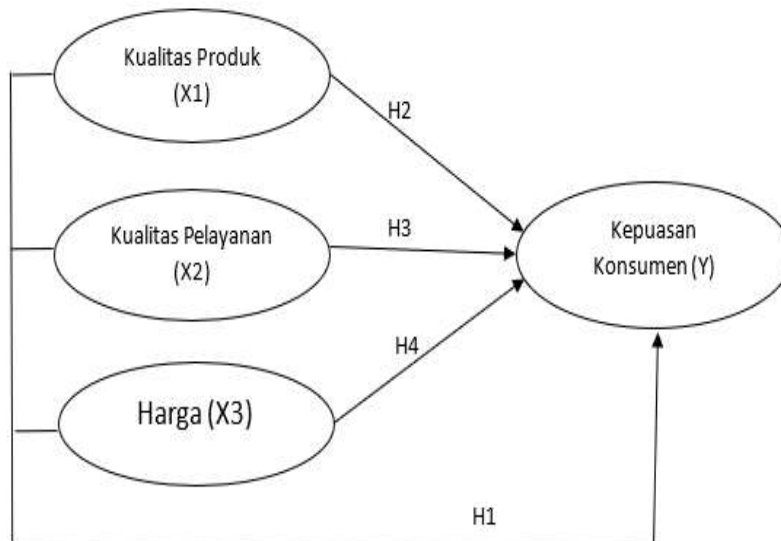 Kualitas Produk
(X1)
H2
Kualitas Pelayanan
(X2)
H3
Kepuasan
Konsumen (Y)
H4
Harga (X3)
H1